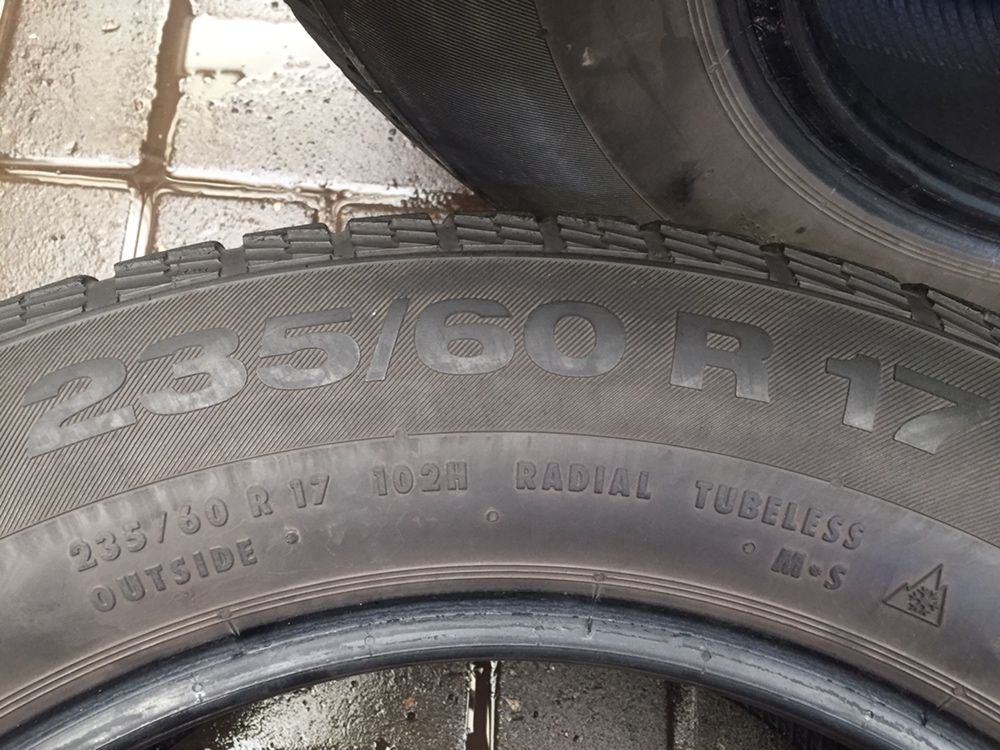 235/60 R 17
235/60 R 17 102H RADIAL TUBELESS
OUTSIDE M•S